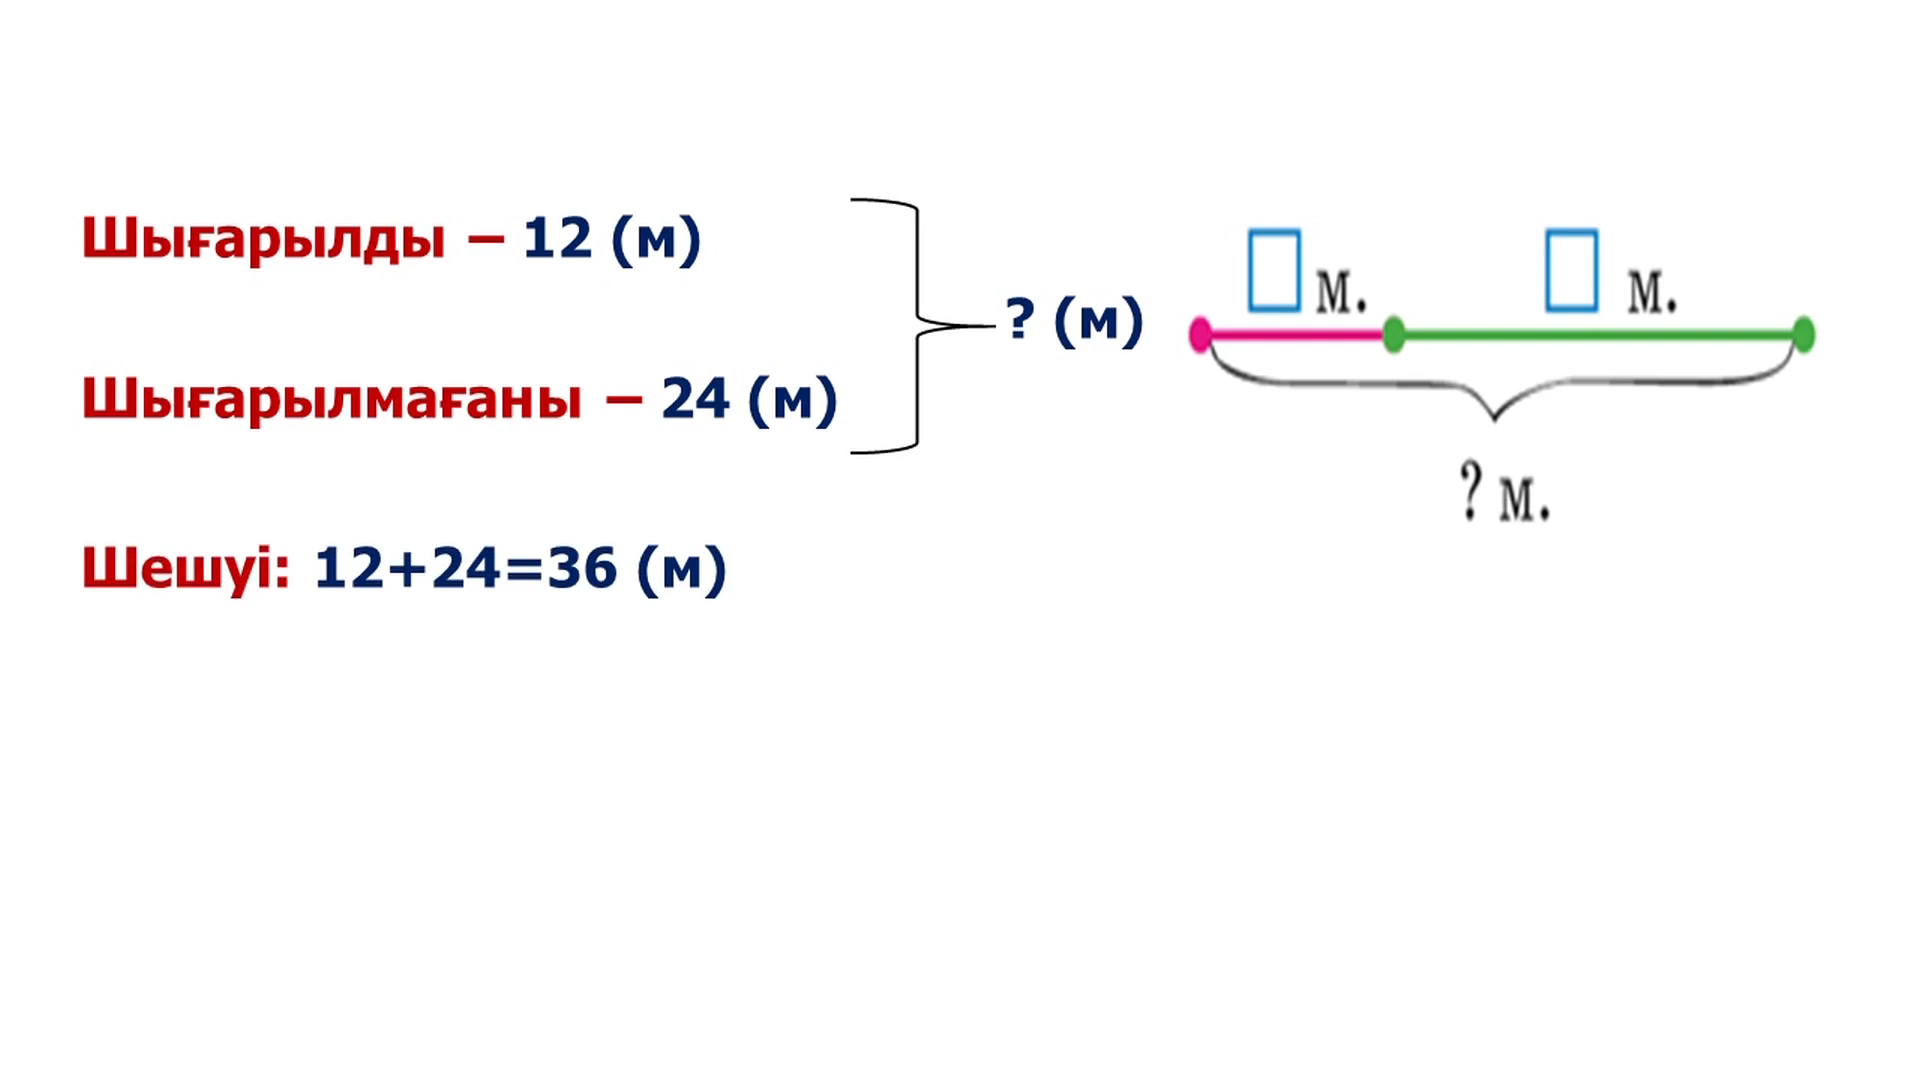 Шығарылды – 12 (м)
? (м)
Шығарылмағаны – 24 (м)
Шешуі: 12+24=36 (м)
м. м.
? м.